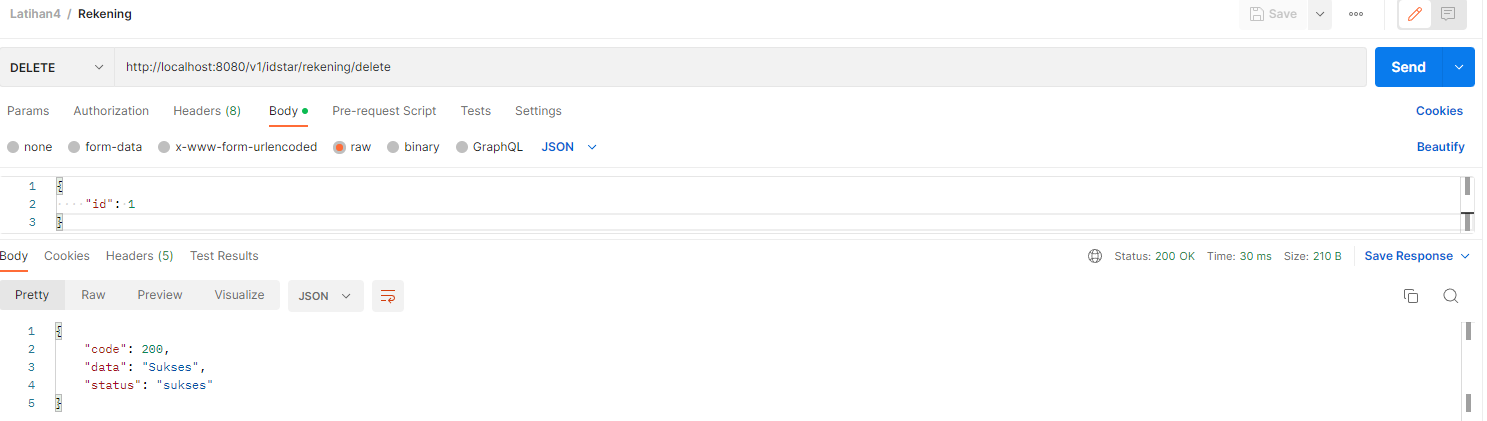 Latihan4 / Rekening
Save
DELETE http://localhost:8080/v1/idstar/rekening/delete Send
Params Authorization Headers (8) Body Pre-request Script Tests Settings Cookies
none form-data x-www-form-urlencoded raw binary GraphQL JSON Beautify
1 {
2 "id": 1
3 }
Body Cookies Headers (5) Test Results Status: 200 OK Time: 30 ms Size: 210 B Save Response
Pretty Raw Preview Visualize JSON
1 {
2 "code": 200,
3 "data": "Sukses",
4 "status": "sukses"
5 }